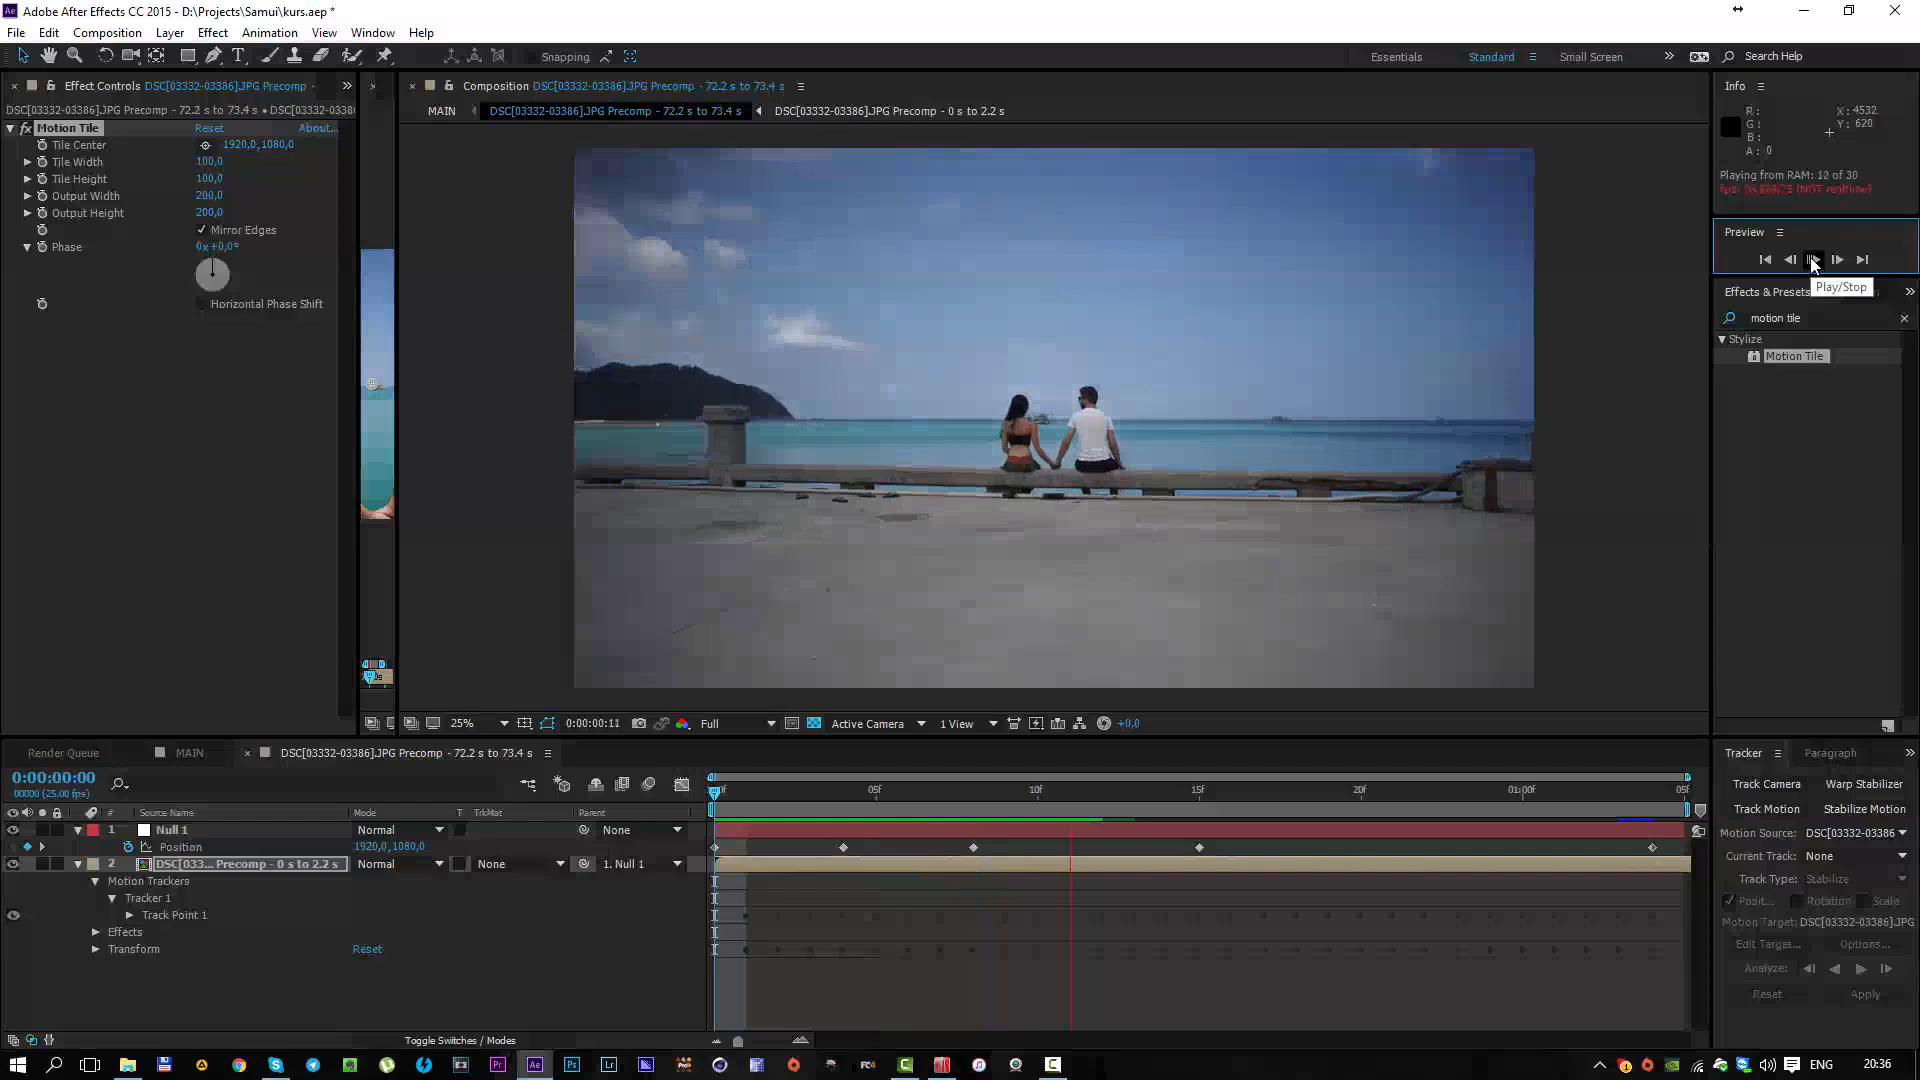 Adobe After Effects CC 2015 - D:\Projects\Samui\kurs.aep *
File Edit Composition Layer Effect Animation View Window Help
Snapping Essentials Standard Small Screen Search Help
Effect Controls DSC[03332-03386].JPG Precomp -
DSC[03332-03386].JPG Precomp - 72.2 s to 73.4 s • DSC[03332-0338
fx Motion Tile Reset About...
Tile Center 1920,0,1080,0
Tile Width 100,0
Tile Height 100,0
Output Width 200,0
Output Height 200,0
Mirror Edges
Phase 0x+0,0°
Horizontal Phase Shift
Composition DSC[03332-03386].JPG Precomp - 72.2 s to 73.4 s
MAIN DSC[03332-03386].JPG Precomp - 72.2 s to 73.4 s DSC[03332-03386].JPG Precomp - 0 s to 2.2 s
25% 0:00:00:11 Full Active Camera 1 View +0,0
Info
R: X: 4532
G: Y: 620
B:
A: 0
Playing from RAM: 12 of 30
Preview
Play/Stop
Effects & Presets
motion tile
Stylize
Motion Tile
Render Queue MAIN DSC[03332-03386].JPG Precomp - 72.2 s to 73.4 s
0:00:00:00
00000 (25.00 fps)
05f 10f 15f 20f 01:00f 05f
# Source Name Mode T TrkMat Parent
1 Null 1 Normal None
Position 1920,0,1080,0
2 DSC[033... Precomp - 0 s to 2.2 s Normal None 1. Null 1
Motion Trackers
Tracker 1
Track Point 1
Effects
Transform Reset
Toggle Switches / Modes
Tracker Paragraph
Track Camera Warp Stabilizer
Track Motion Stabilize Motion
Motion Source: DSC[03332-03386
Current Track: None
Track Type: Stabilize
Posit... Rotation Scale
Motion Target: DSC[03332-03386].JPG
Edit Target... Options...
Analyze:
Reset Apply
Pr Ae Ps Lr FC4 ENG 20:36